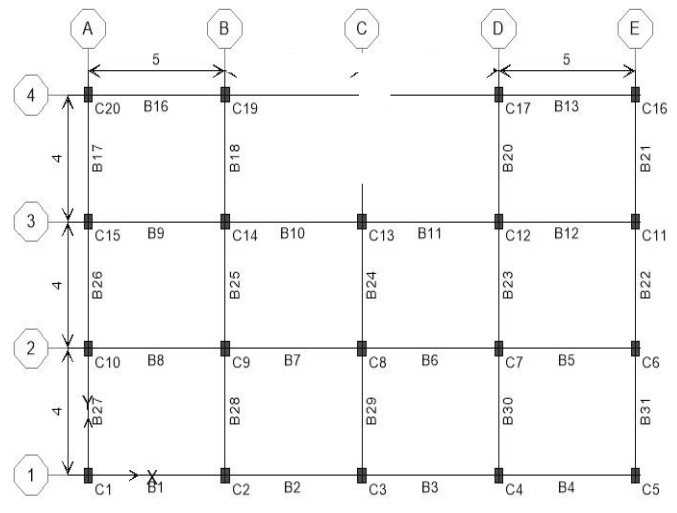 A B C D E
5 5
4
C20 B16 C19 C17 B13 C16
4 B17 B18 B20 B21
3
C15 B9 C14 B10 C13 B11 C12 B12 C11
4 B26 B25 B24 B23 B22
2
C10 B8 C9 B7 C8 B6 C7 B5 C6
4 Y B27 B28 B29 B30 B31
1 X
C1 B1 C2 B2 C3 B3 C4 B4 C5